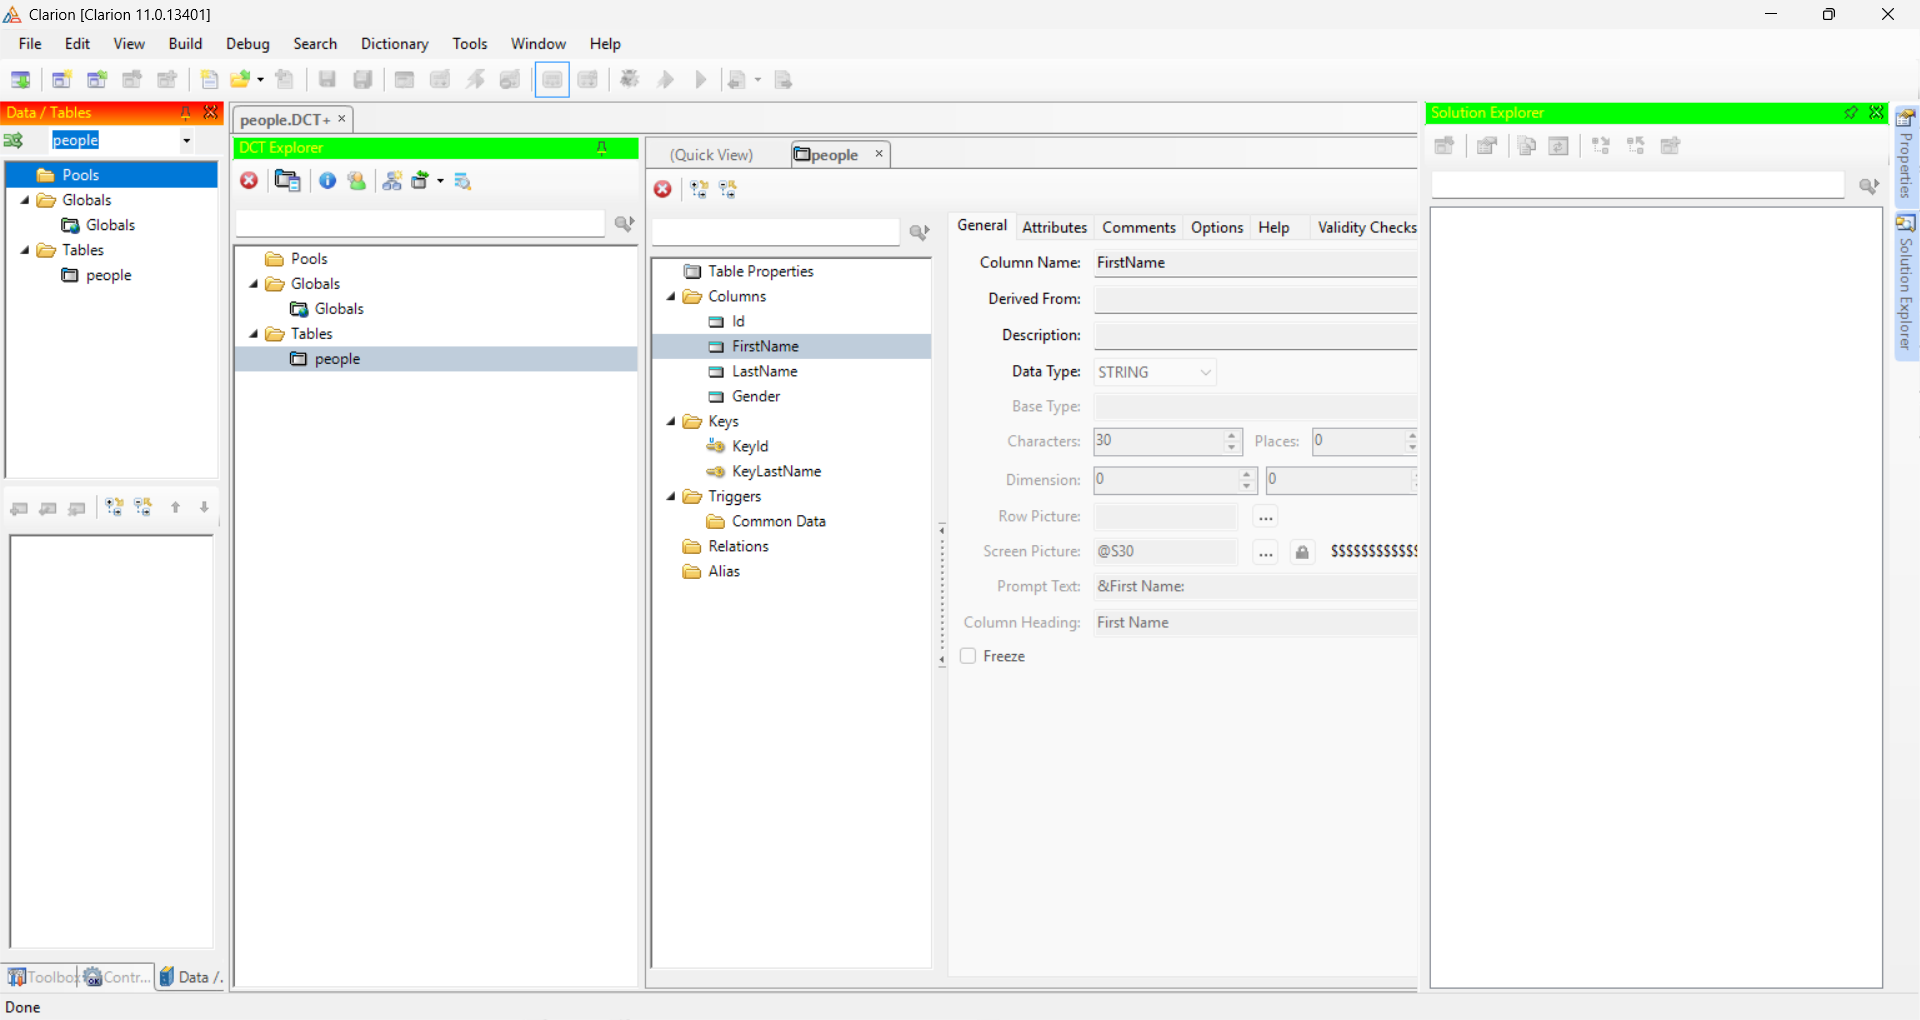 Clarion [Clarion 11.0.13401]
File Edit View Build Debug Search Dictionary Tools Window Help
Data / Tables
people
Pools
Globals
Globals
Tables
people
Toolbox
Contr...
Data /.
people.DCT+
DCT Explorer
Pools
Globals
Globals
Tables
people
(Quick View)
people
Table Properties
Columns
Id
FirstName
LastName
Gender
Keys
KeyId
KeyLastName
Triggers
Common Data
Relations
Alias
General Attributes Comments Options Help Validity Checks
Column Name: FirstName
Derived From:
Description:
Data Type: STRING
Base Type:
Characters: 30 Places: 0
Dimension: 0 0
Row Picture: ...
Screen Picture: @S30 ... $$$$$$$$$$$$
Prompt Text: &First Name:
Column Heading: First Name
Freeze
Solution Explorer
Properties
Solution Explorer
Done